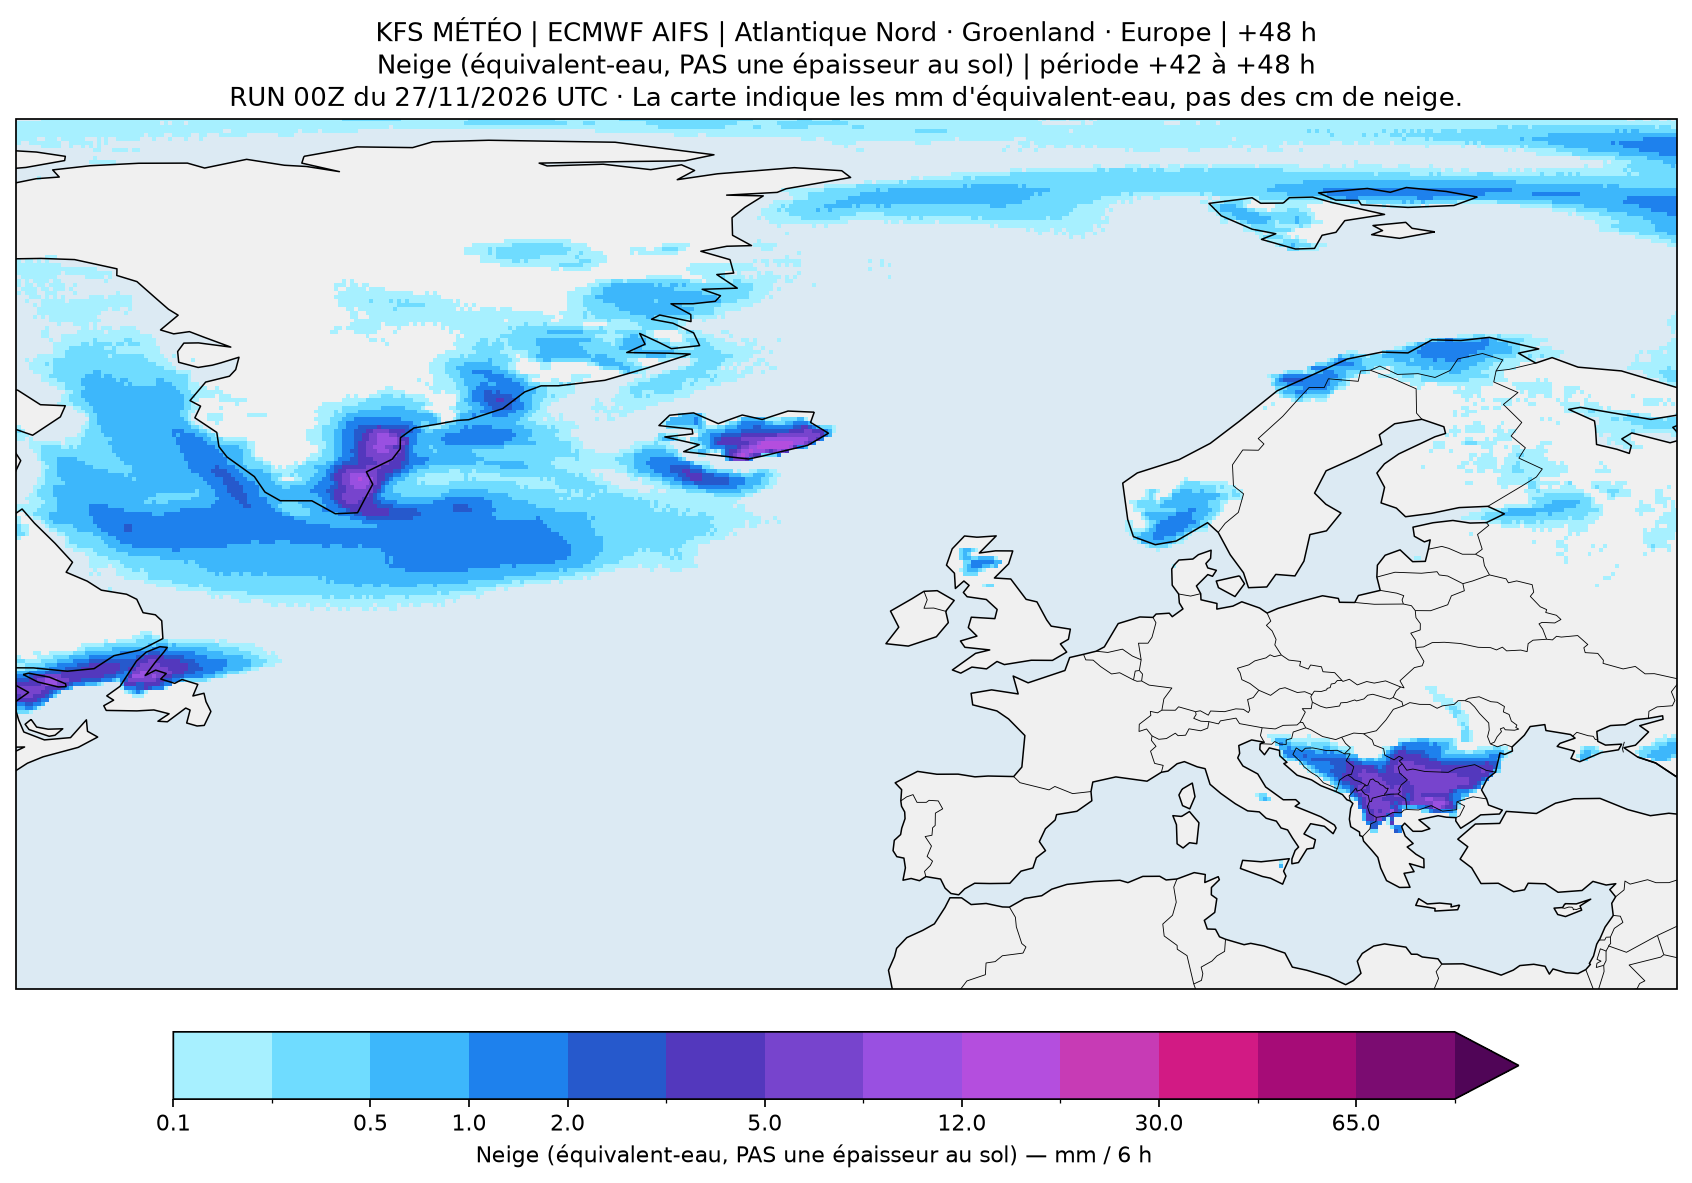 KFS MÉTÉO | ECMWF AIFS | Atlantique Nord · Groenland · Europe | +48 h
Neige (équivalent-eau, PAS une épaisseur au sol) | période +42 à +48 h
RUN 00Z du 27/11/2026 UTC · La carte indique les mm d'équivalent-eau, pas des cm de neige.
0.1 0.5 1.0 2.0 5.0 12.0 30.0 65.0
Neige (équivalent-eau, PAS une épaisseur au sol) — mm / 6 h